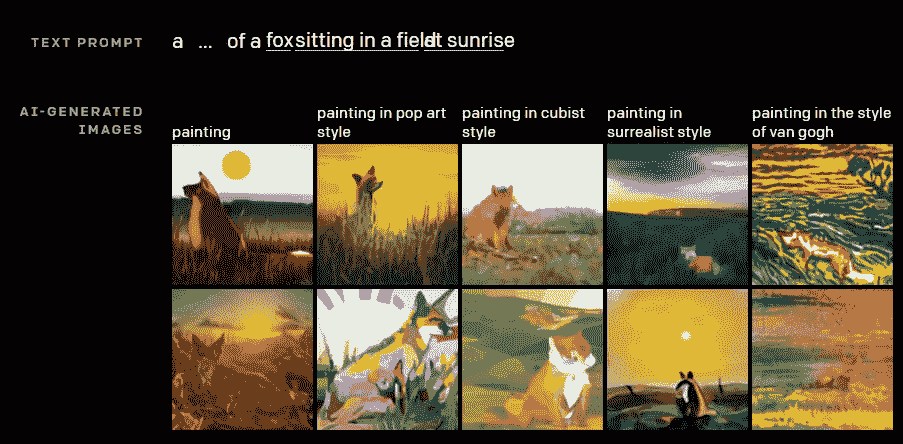 TEXT PROMPT
a ... of a fox sitting in a field at sunrise
AI-GENERATED
IMAGES
painting
painting in pop art
style
painting in cubist
style
painting in
surrealist style
painting in the style
of van gogh